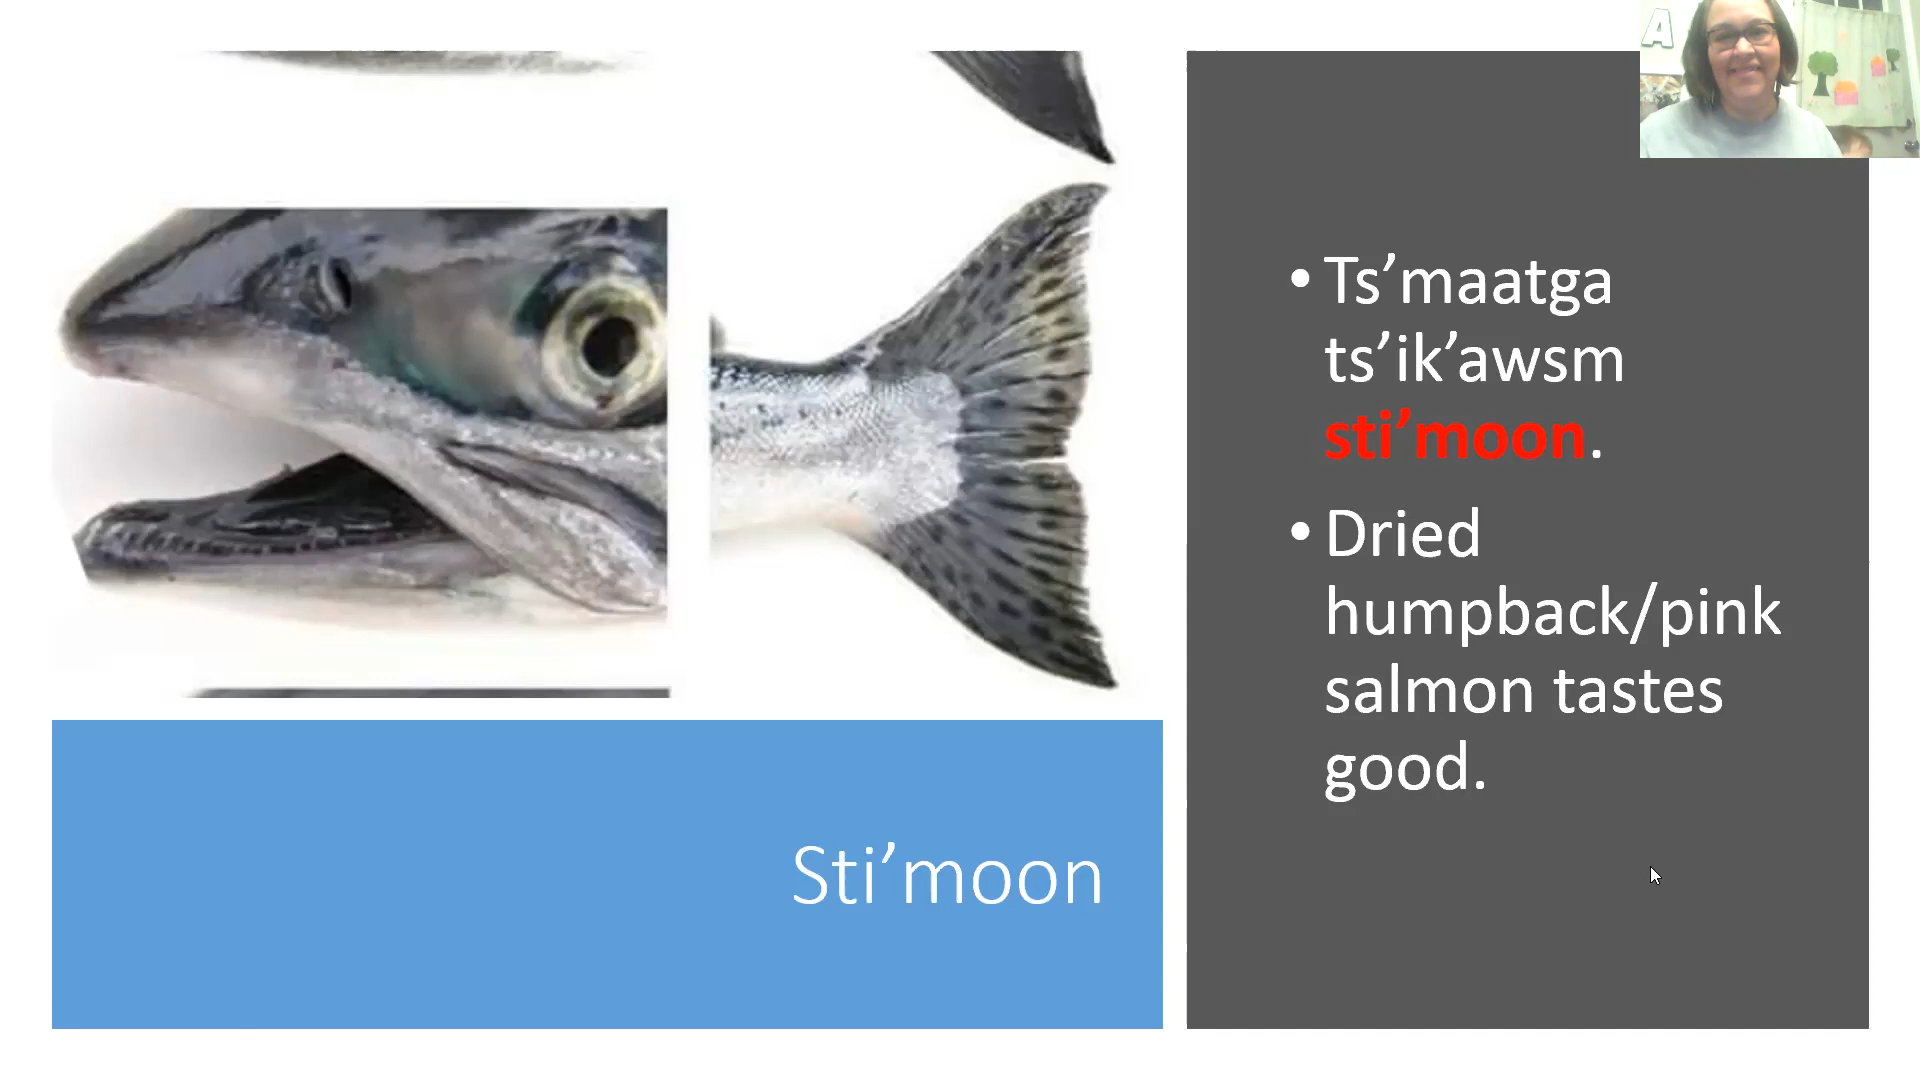 A
• Ts’maatga
ts’ik’awsm
sti’moon.
• Dried
humpback/pink
salmon tastes
good.
Sti’moon